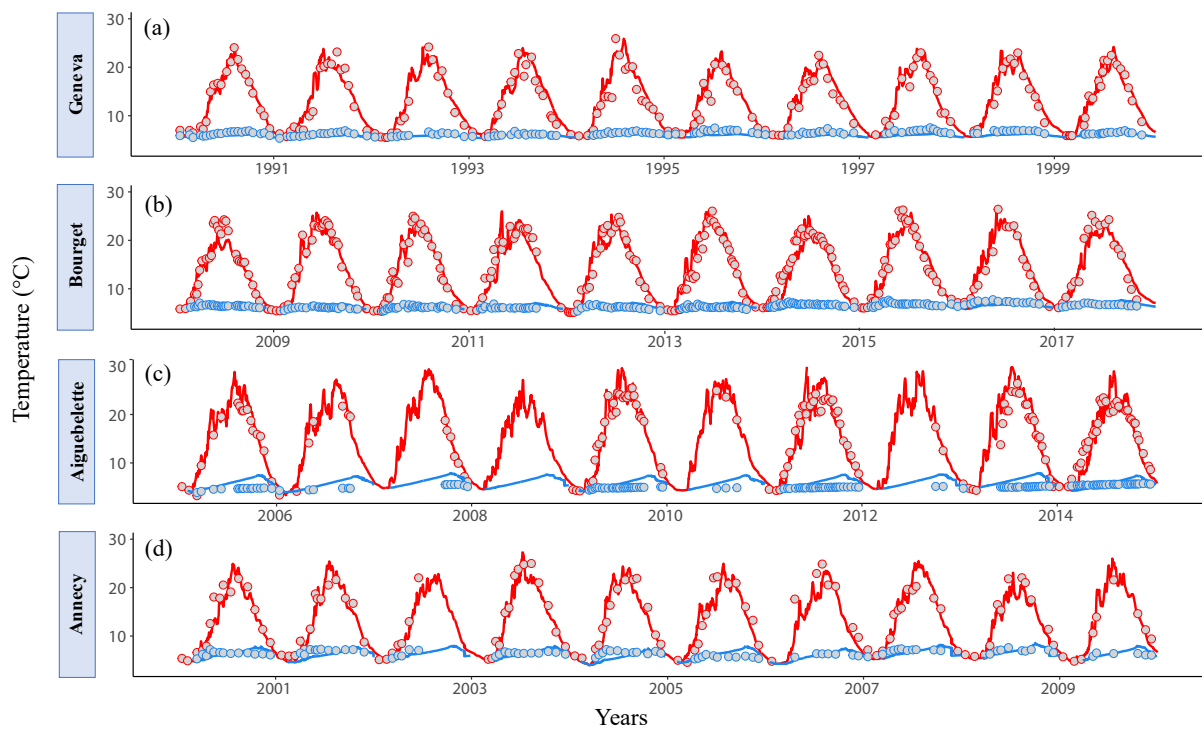 Temperature (°C)
Geneva
(a)
30
20
10
1991 1993 1995 1997 1999
Bourget
(b)
30
20
10
2009 2011 2013 2015 2017
Aiguebelette
(c)
30
20
10
2006 2008 2010 2012 2014
Annecy
(d)
30
20
10
2001 2003 2005 2007 2009
Years